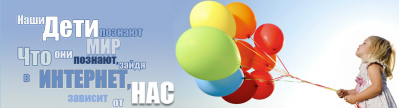 Наши Дети познают
МИР
Что они познают, зайдя
в ИНТЕРНЕТ,
зависит от НАС